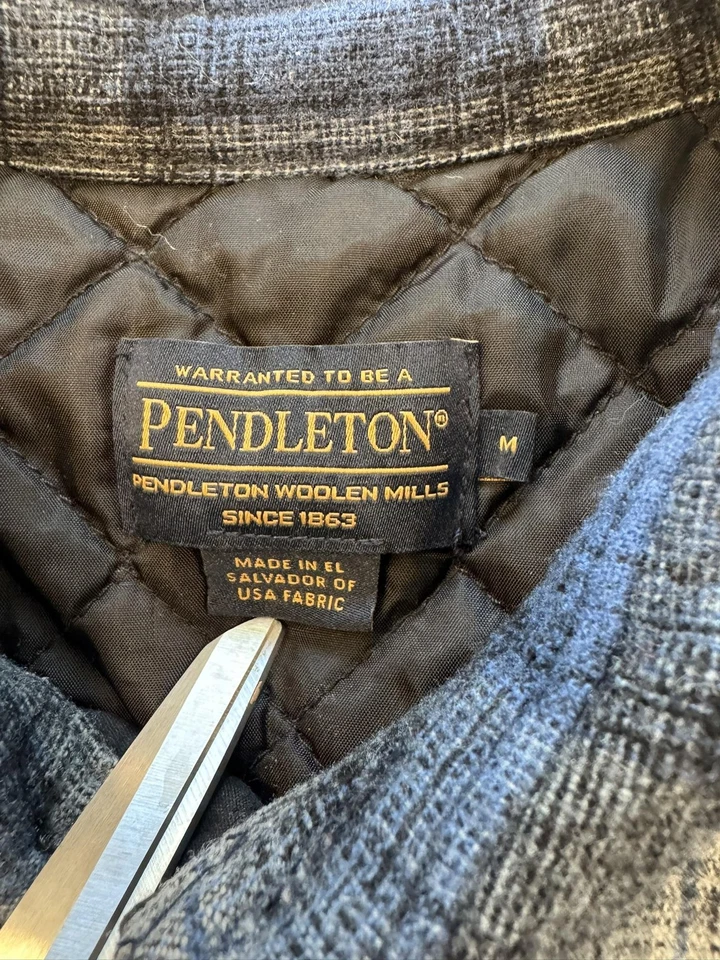 WARRANTED TO BE A
PENDLETON®
PENDLETON WOOLEN MILLS
SINCE 1863
M
MADE IN EL
SALVADOR OF
USA FABRIC